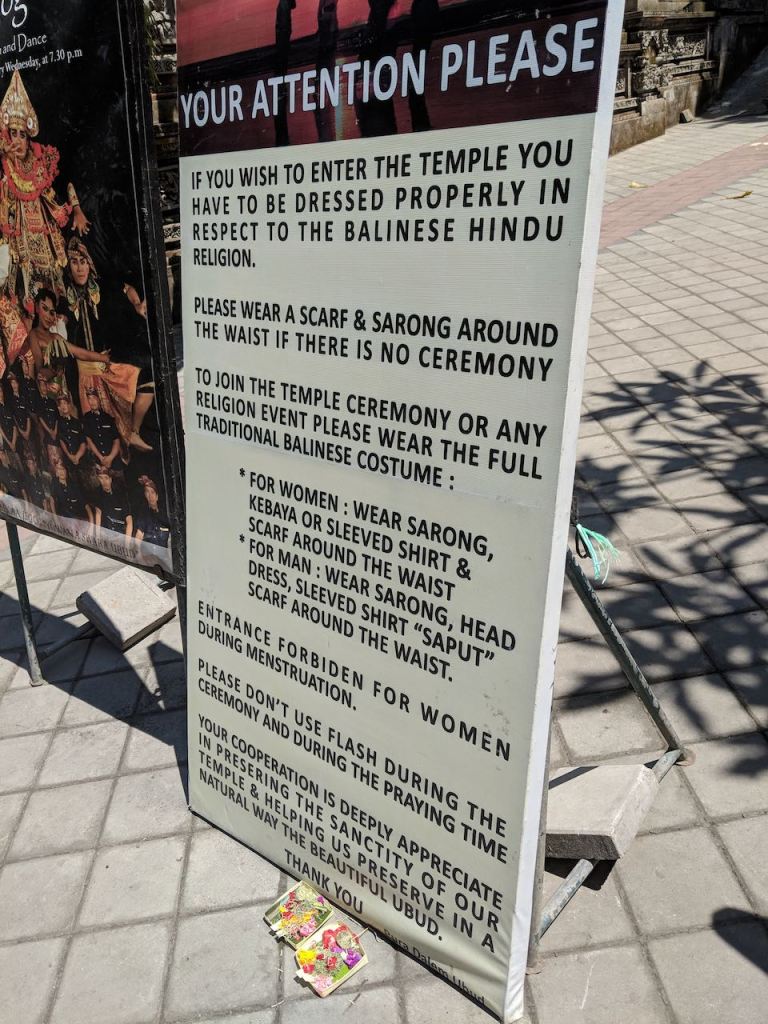 and Dance
Wednesday, at 7.30 p.m
YOUR ATTENTION PLEASE
IF YOU WISH TO ENTER THE TEMPLE YOU
HAVE TO BE DRESSED PROPERLY IN
RESPECT TO THE BALINESE HINDU
RELIGION.
PLEASE WEAR A SCARF & SARONG AROUND
THE WAIST IF THERE IS NO CEREMONY
TO JOIN THE TEMPLE CEREMONY OR ANY
RELIGION EVENT PLEASE WEAR THE FULL
TRADITIONAL BALINESE COSTUME :
* FOR WOMEN : WEAR SARONG,
KEBAYA OR SLEEVED SHIRT &
SCARF AROUND THE WAIST
* FOR MAN : WEAR SARONG, HEAD
DRESS, SLEEVED SHIRT "SAPUT"
SCARF AROUND THE WAIST.
ENTRANCE FORBIDEN FOR WOMEN
DURING MENSTRUATION.
PLEASE DON'T USE FLASH DURING THE
CEREMONY AND DURING THE PRAYING TIME
YOUR COOPERATION IS DEEPLY APPRECIATE
IN PRESERING THE SANCTITY OF OUR
TEMPLE & HELPING US PRESERVE IN A
NATURAL WAY THE BEAUTIFUL UBUD.
THANK YOU
Pura Dalem Ubud